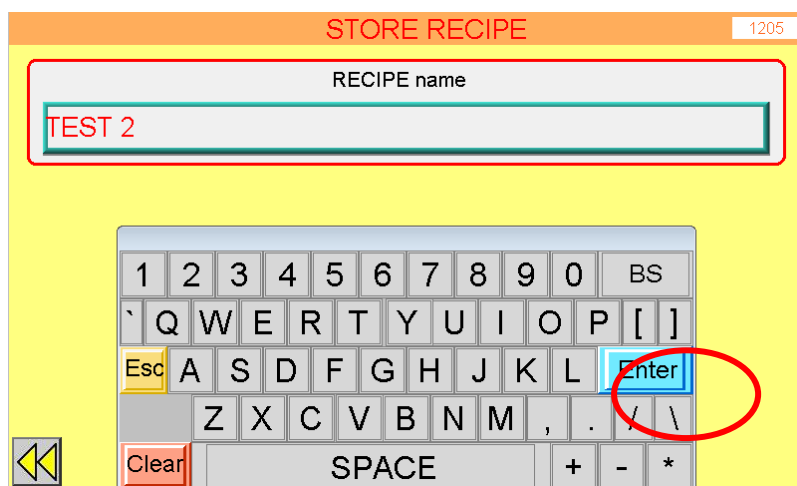 STORE RECIPE 1205
RECIPE name
TEST 2
1 2 3 4 5 6 7 8 9 0 BS
` Q W E R T Y U I O P [ ]
Esc A S D F G H J K L Enter
Z X C V B N M , . / \
Clear SPACE + - *